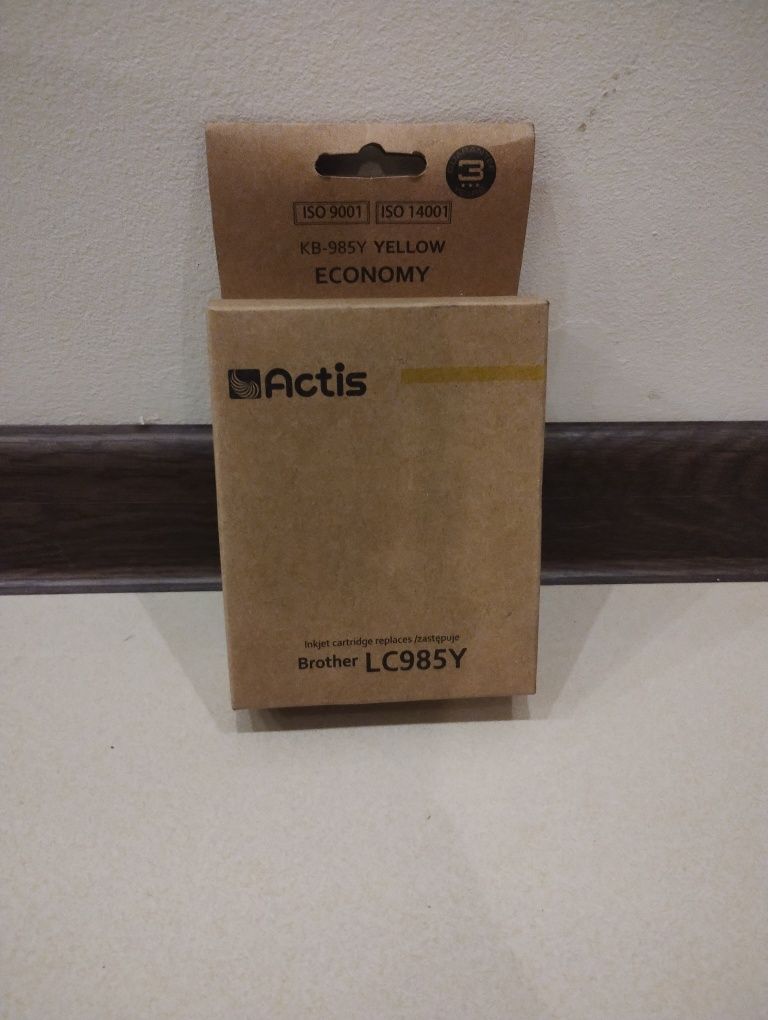 3
ISO 9001 ISO 14001
KB-985Y YELLOW
ECONOMY
Actis
Inkjet cartridge replaces /zastępuje
Brother LC985Y